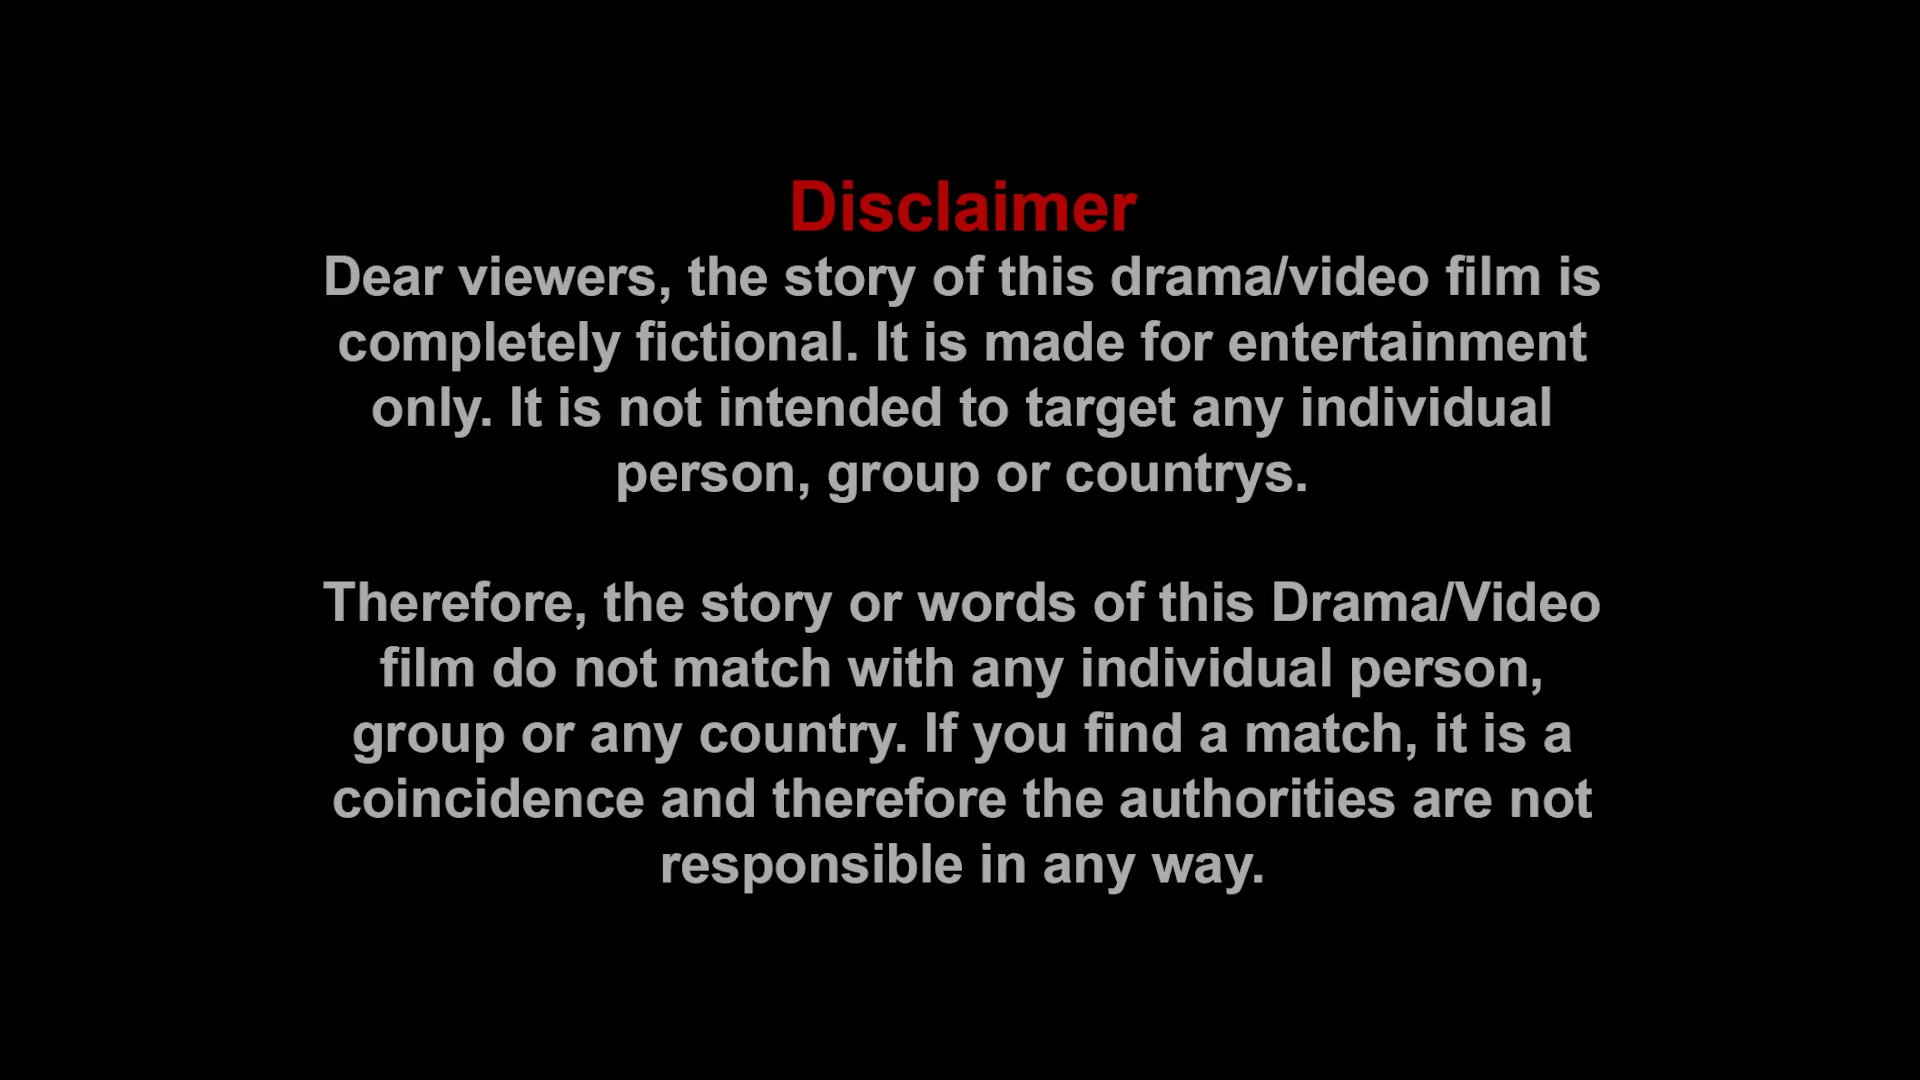 Disclaimer
Dear viewers, the story of this drama/video film is
completely fictional. It is made for entertainment
only. It is not intended to target any individual
person, group or countrys.
Therefore, the story or words of this Drama/Video
film do not match with any individual person,
group or any country. If you find a match, it is a
coincidence and therefore the authorities are not
responsible in any way.